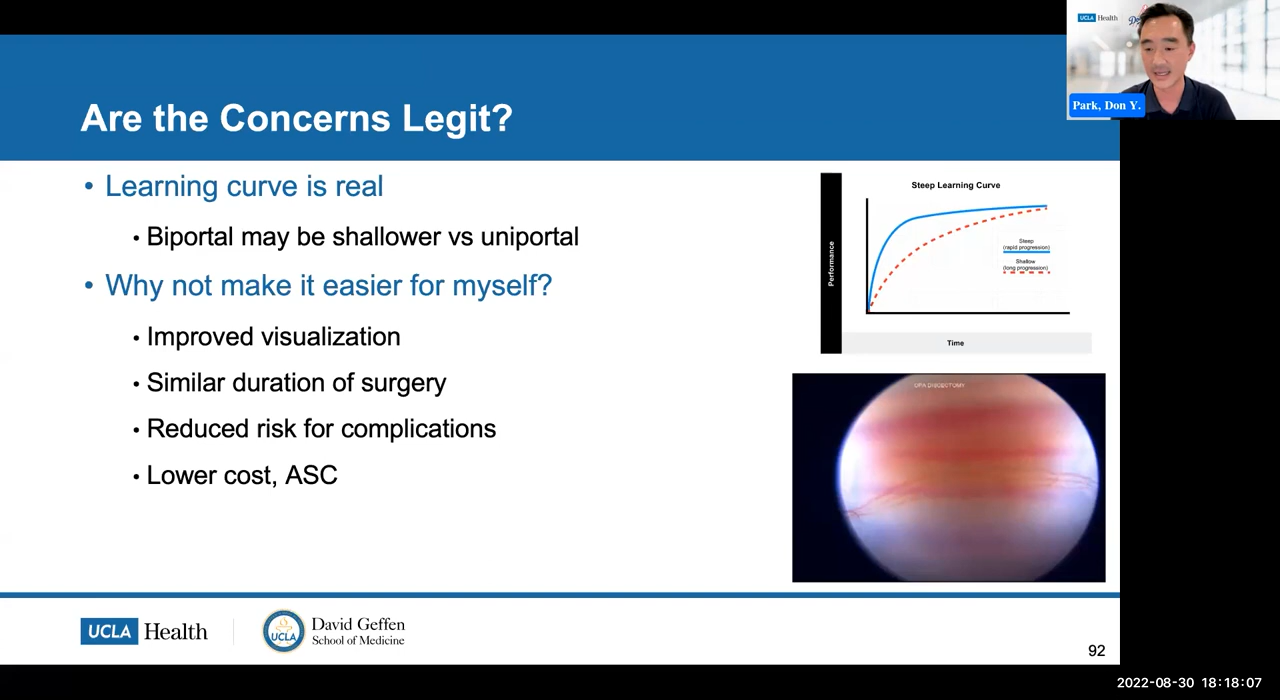 UCLA Health
Park, Don Y.
Are the Concerns Legit?
• Learning curve is real
• Biportal may be shallower vs uniportal
• Why not make it easier for myself?
• Improved visualization
• Similar duration of surgery
• Reduced risk for complications
• Lower cost, ASC
Steep Learning Curve
Performance
Steep
(rapid progression)
Shallow
(long progression)
Time
UCLA Health
UCLA
David Geffen
School of Medicine
92
2022-08-30 18:18:07